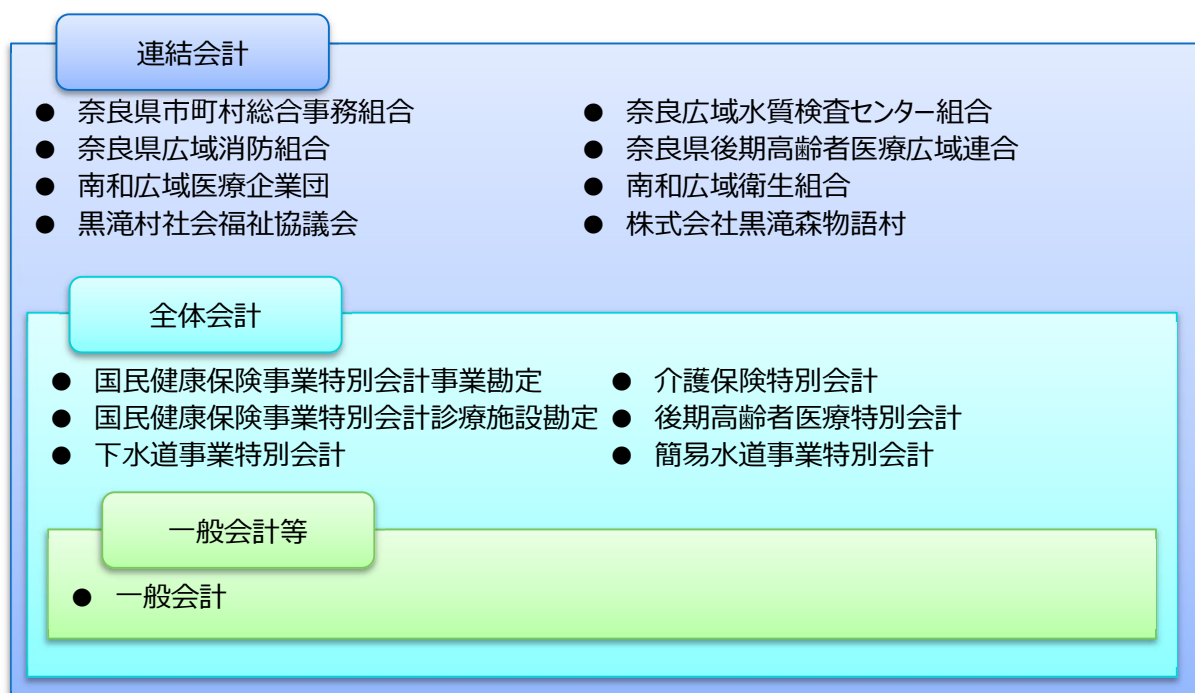 連結会計
● 奈良県市町村総合事務組合
● 奈良広域水質検査センター組合
● 奈良県広域消防組合
● 奈良県後期高齢者医療広域連合
● 南和広域医療企業団
● 南和広域衛生組合
● 黒滝村社会福祉協議会
● 株式会社黒滝森物語村
全体会計
● 国民健康保険事業特別会計事業勘定
● 介護保険特別会計
● 国民健康保険事業特別会計診療施設勘定
● 後期高齢者医療特別会計
● 下水道事業特別会計
● 簡易水道事業特別会計
一般会計等
● 一般会計